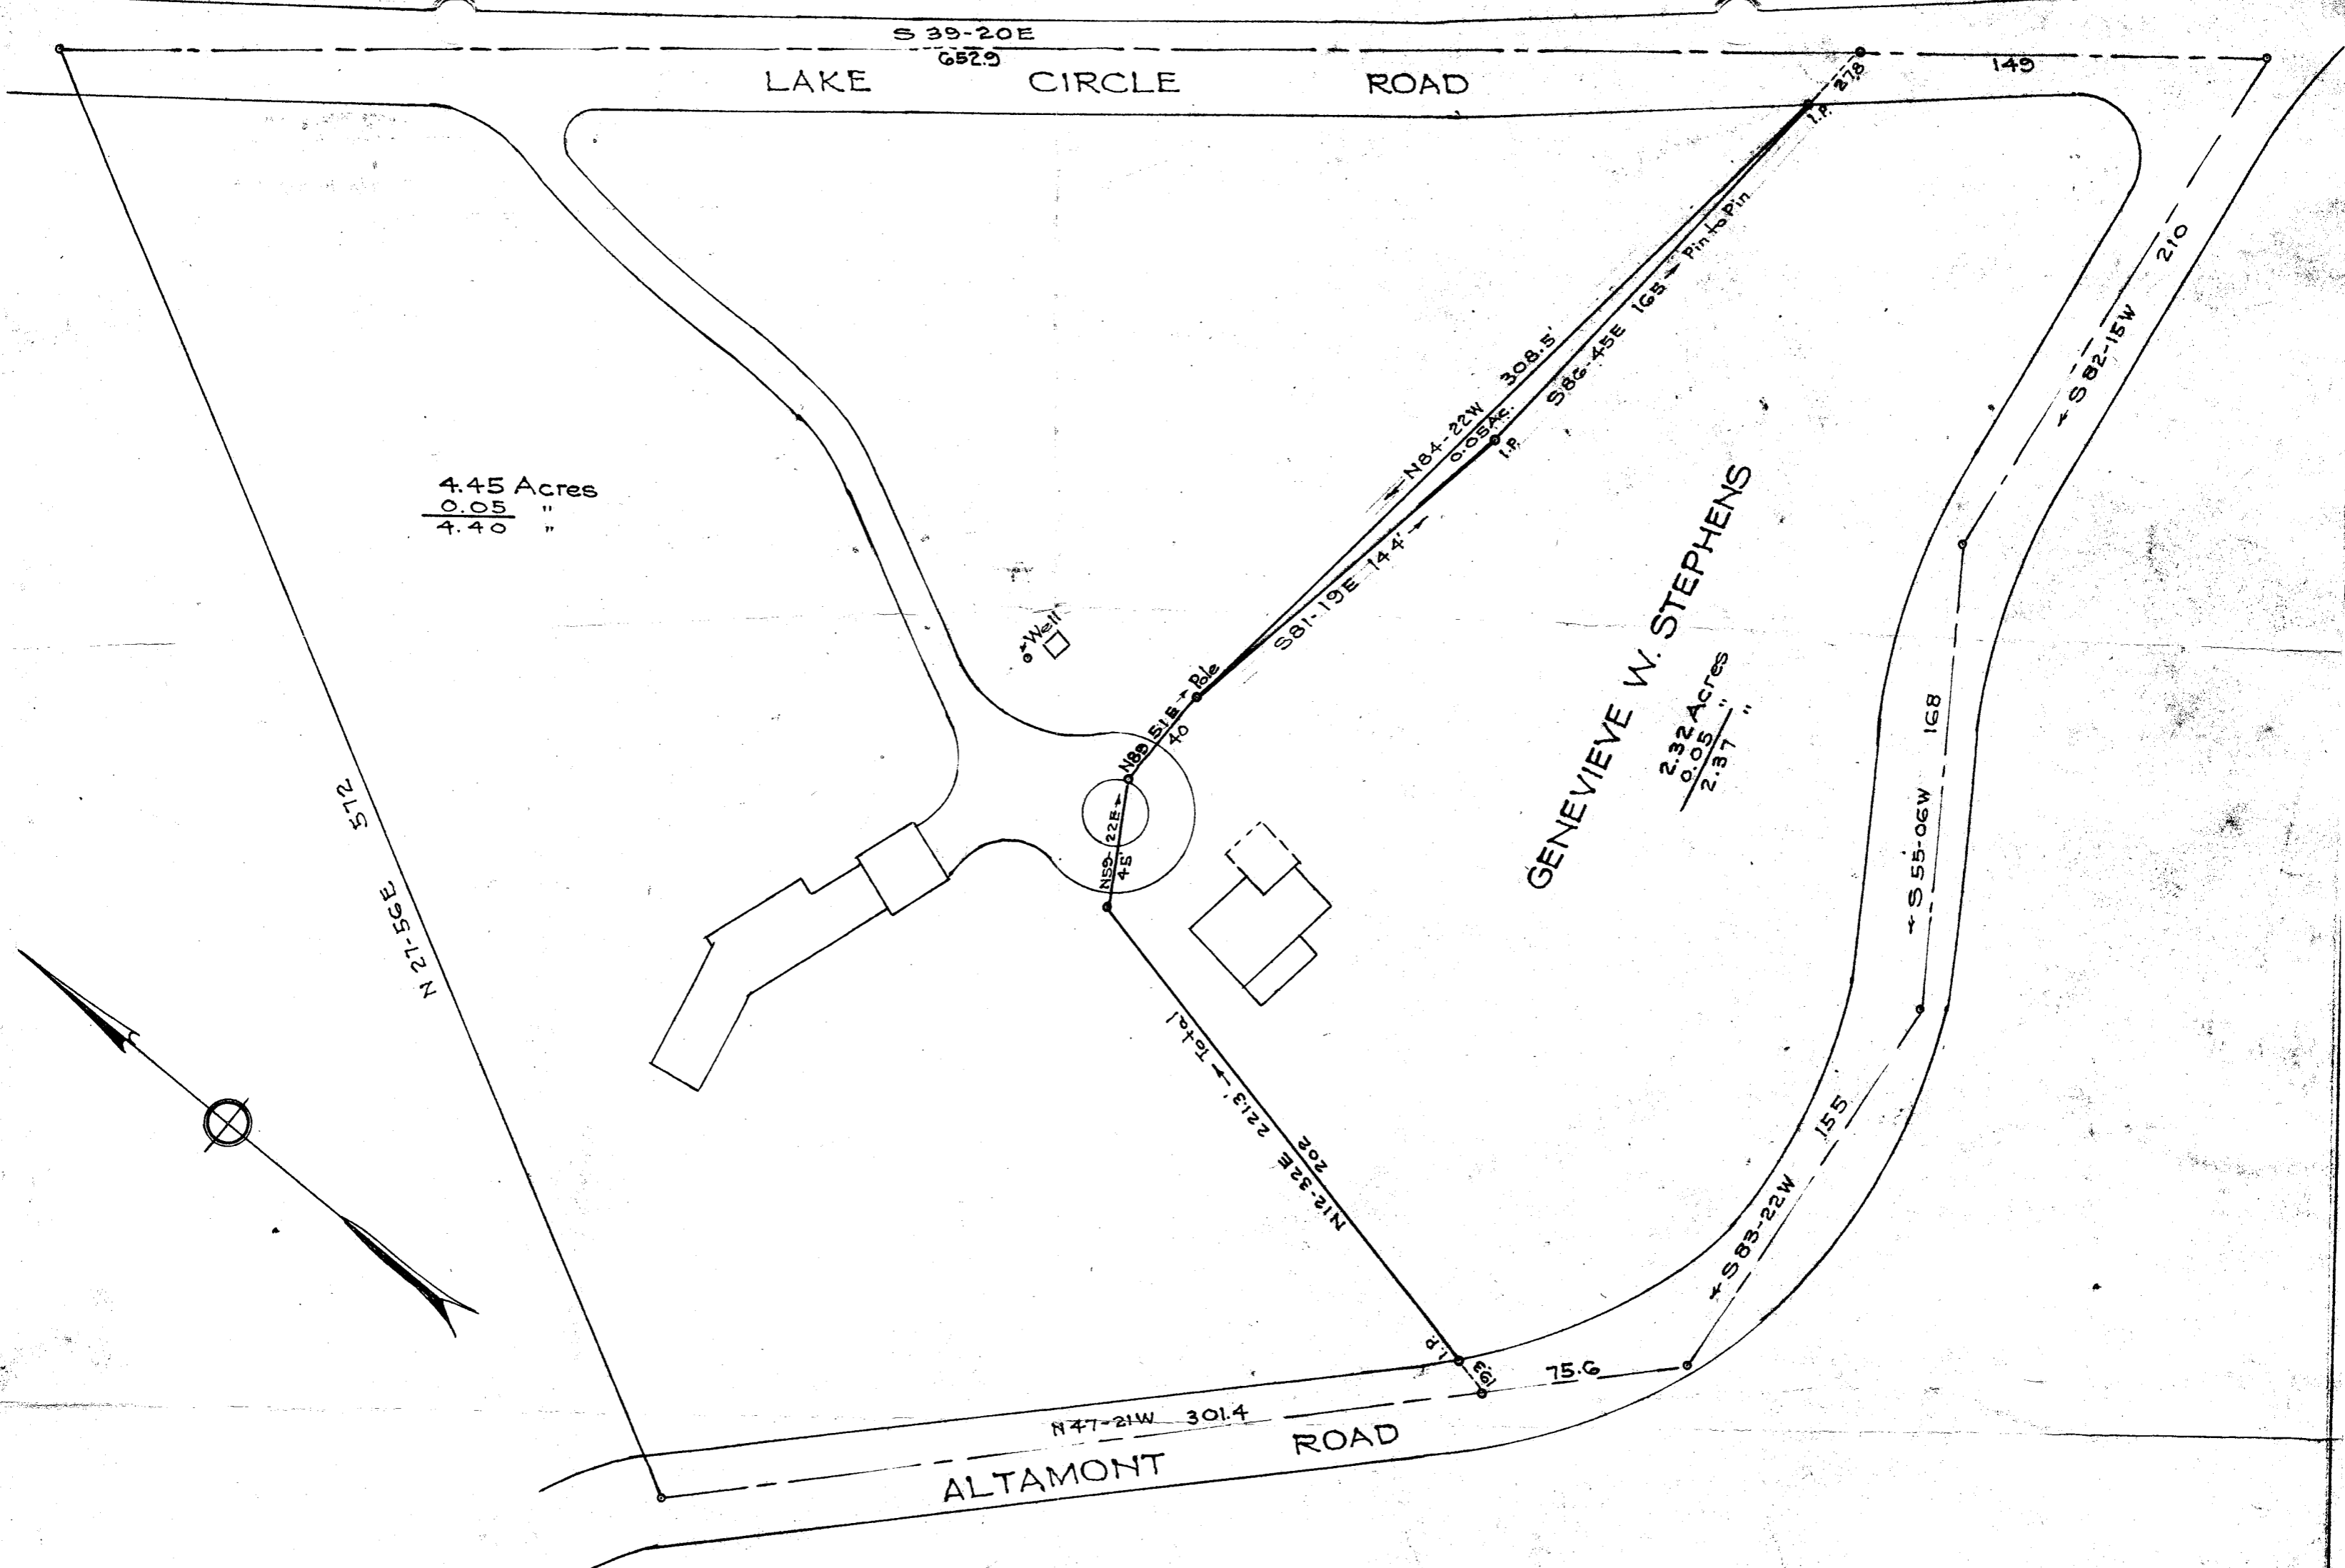 S 39-20E
652.9
LAKE CIRCLE ROAD
149
27.8
I.P.
210
S 82-15W
Pin to Pin
S86-45E 165
308.5'
N84-22W
0.05Ac.
I.P.
S81-19E 144'
4.45 Acres
0.05 "
4.40 "
Well
Pole
N89 51E
40
N59-22E
45'
GENEVIEVE W. STEPHENS
2.32 Acres
0.05 "
2.37 "
168
S 55-06W
572
N 27-56E
221.3' Total
N12-32E
202
155
S 83-22W
I.P.
19.3
75.6
N47-21W 301.4
ALTAMONT ROAD